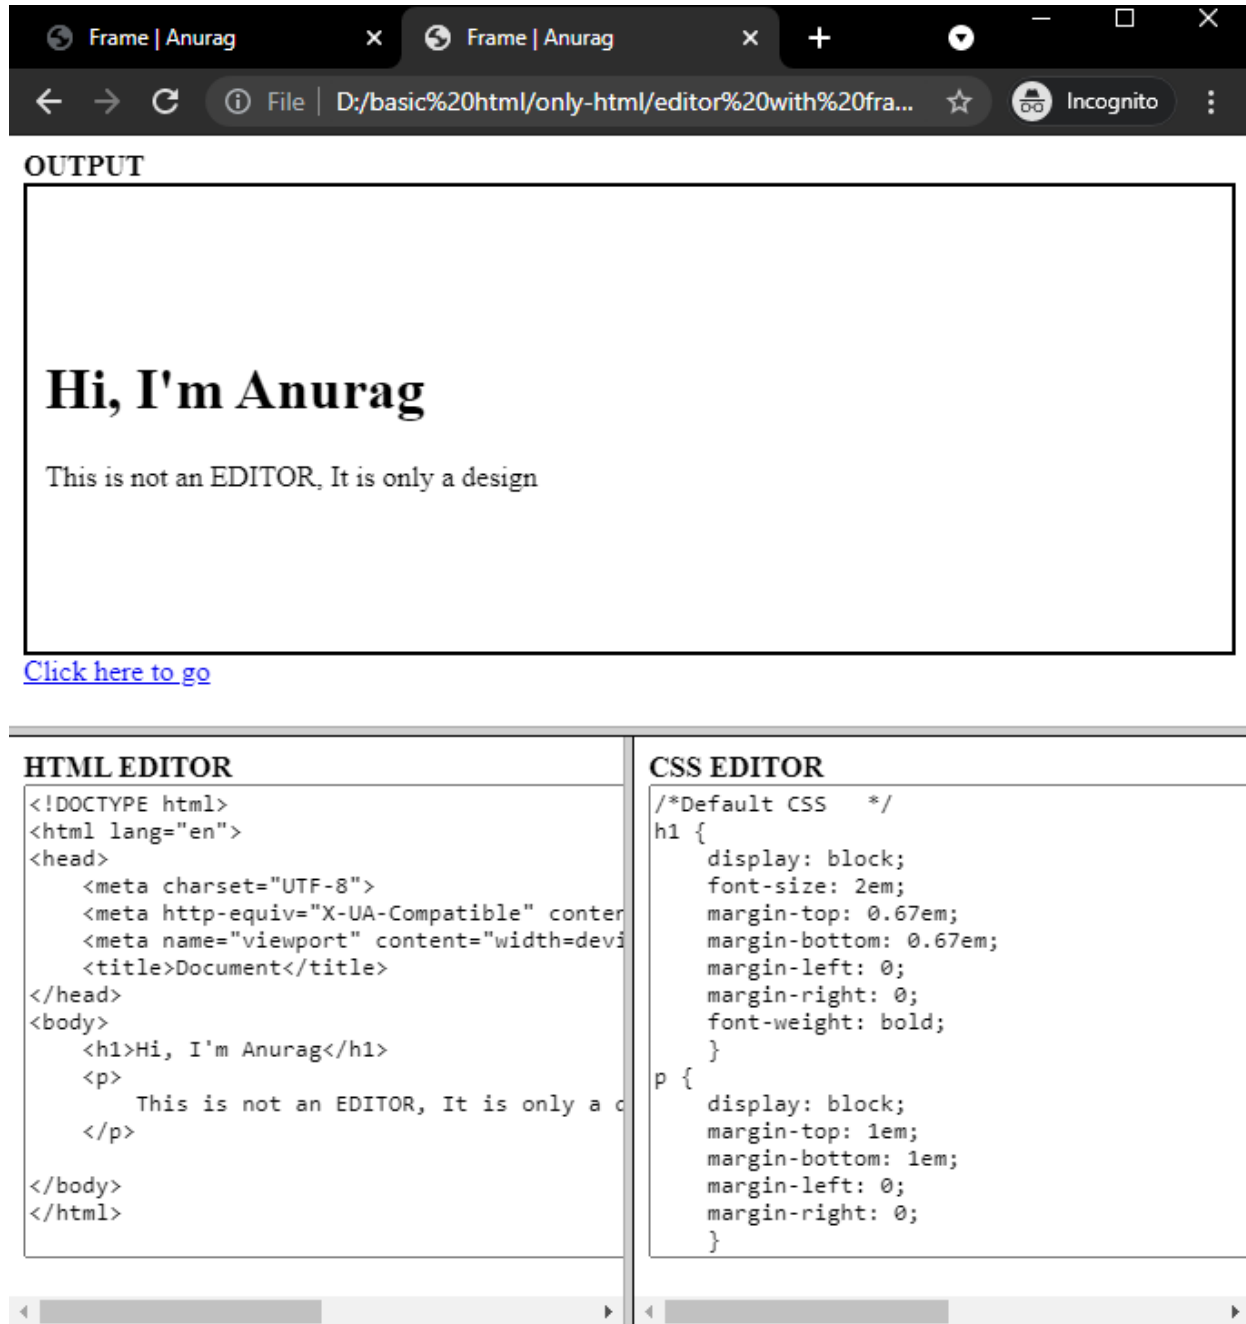 Frame | Anurag
Frame | Anurag
File | D:/basic%20html/only-html/editor%20with%20fra...
Incognito
OUTPUT
Hi, I'm Anurag
This is not an EDITOR, It is only a design
Click here to go
HTML EDITOR
<!DOCTYPE html>
<html lang="en">
<head>
    <meta charset="UTF-8">
    <meta http-equiv="X-UA-Compatible" conten
    <meta name="viewport" content="width=devi
    <title>Document</title>
</head>
<body>
    <h1>Hi, I'm Anurag</h1>
    <p>
        This is not an EDITOR, It is only a d
    </p>
</body>
</html>
CSS EDITOR
/*Default CSS   */
h1 {
    display: block;
    font-size: 2em;
    margin-top: 0.67em;
    margin-bottom: 0.67em;
    margin-left: 0;
    margin-right: 0;
    font-weight: bold;
    }
p {
    display: block;
    margin-top: 1em;
    margin-bottom: 1em;
    margin-left: 0;
    margin-right: 0;
    }